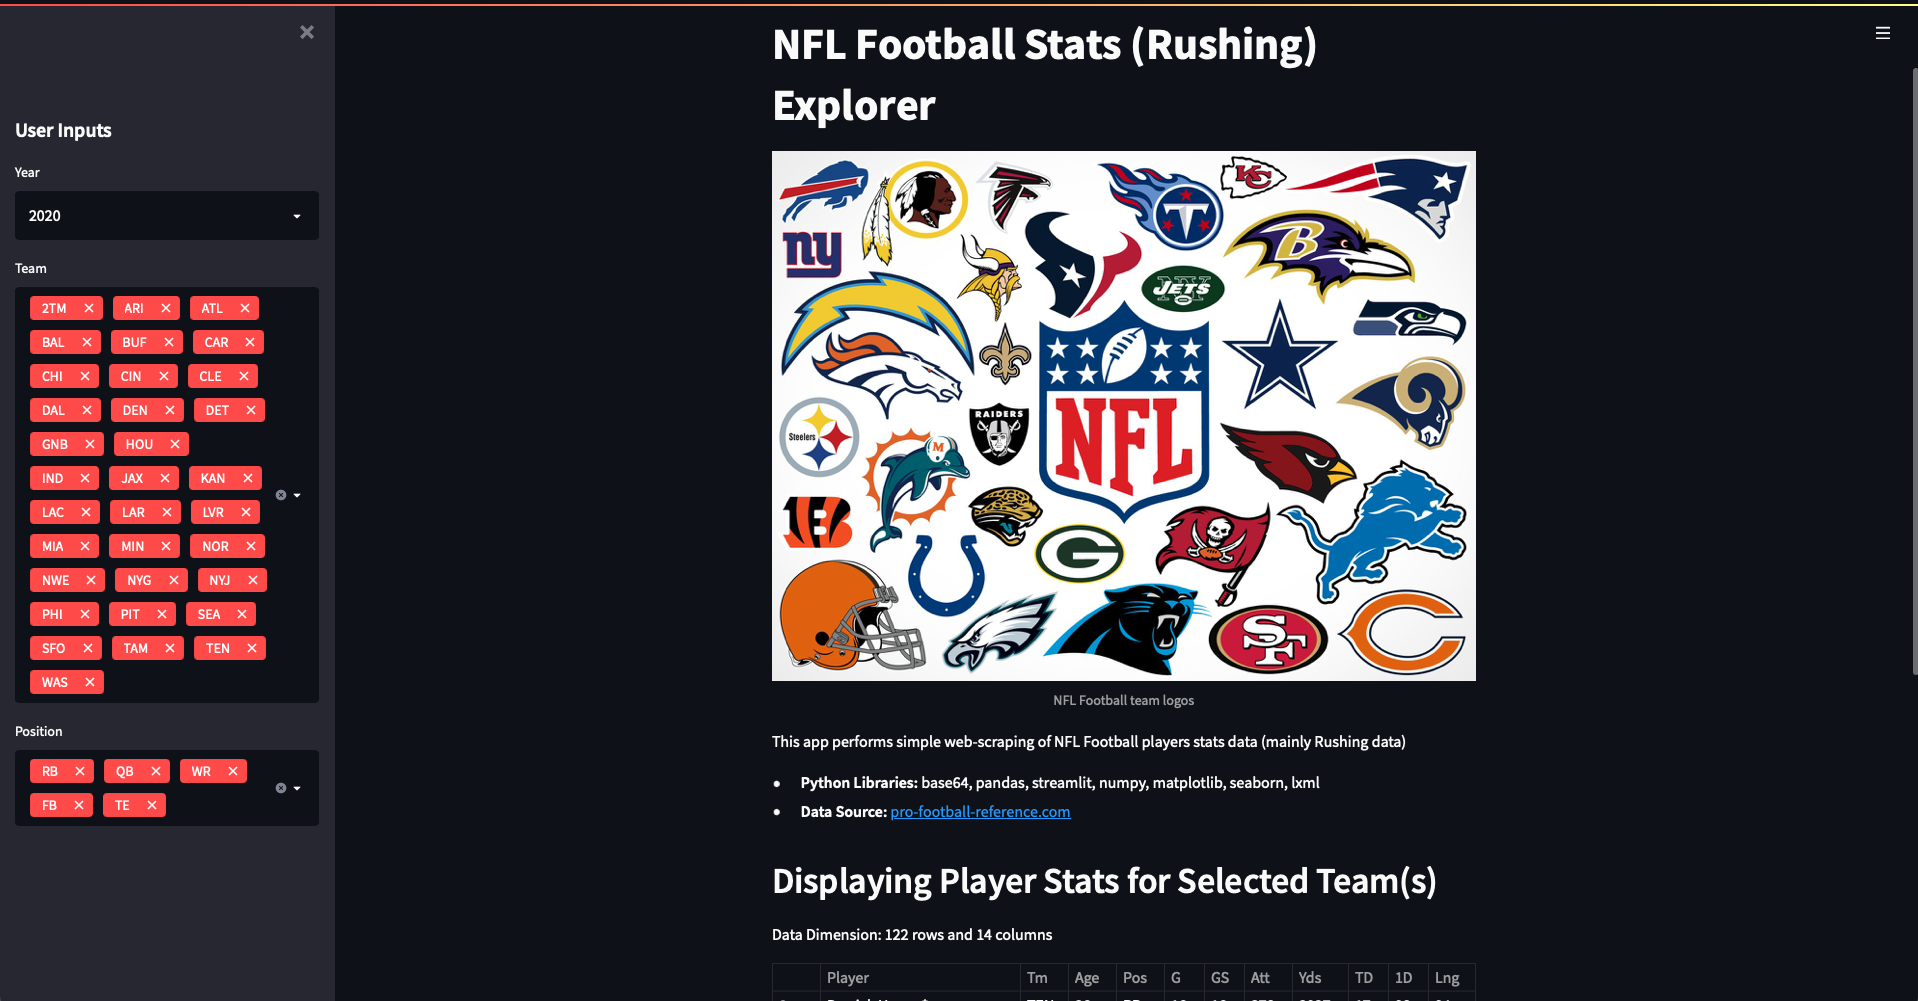 User Inputs
Year
2020
Team
2TM ARI ATL
BAL BUF CAR
CHI CIN CLE
DAL DEN DET
GNB HOU
IND JAX KAN
LAC LAR LVR
MIA MIN NOR
NWE NYG NYJ
PHI PIT SEA
SFO TAM TEN
WAS
Position
RB QB WR
FB TE
NFL Football Stats (Rushing)
Explorer
KC
ny
T
B
NY
JETS
RAIDERS
Steelers
NFL
M
B
G
SF
C
NFL Football team logos
This app performs simple web-scraping of NFL Football players stats data (mainly Rushing data)
Python Libraries: base64, pandas, streamlit, numpy, matplotlib, seaborn, lxml
Data Source: pro-football-reference.com
Displaying Player Stats for Selected Team(s)
Data Dimension: 122 rows and 14 columns
Player Tm Age Pos G GS Att Yds TD 1D Lng